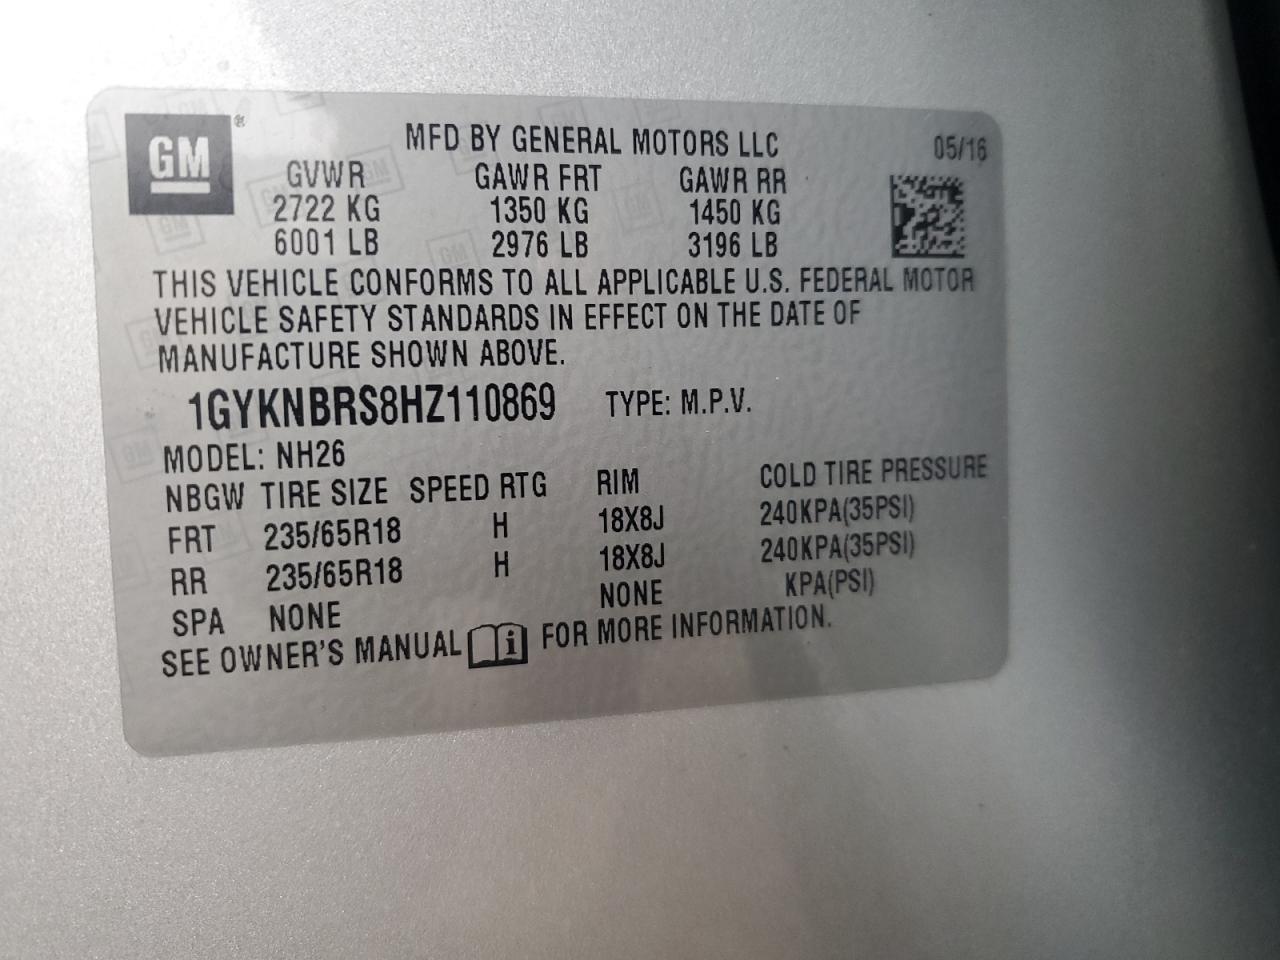 GM®
MFD BY GENERAL MOTORS LLC 05/16
GVWR GAWR FRT GAWR RR
2722 KG 1350 KG 1450 KG
6001 LB 2976 LB 3196 LB
THIS VEHICLE CONFORMS TO ALL APPLICABLE U.S. FEDERAL MOTOR
VEHICLE SAFETY STANDARDS IN EFFECT ON THE DATE OF
MANUFACTURE SHOWN ABOVE.
1GYKNBRS8HZ110869 TYPE: M.P.V.
MODEL: NH26
NBGW TIRE SIZE SPEED RTG RIM COLD TIRE PRESSURE
FRT 235/65R18 H 18X8J 240KPA(35PSI)
RR 235/65R18 H 18X8J 240KPA(35PSI)
SPA NONE NONE KPA(PSI)
SEE OWNER'S MANUAL i FOR MORE INFORMATION.